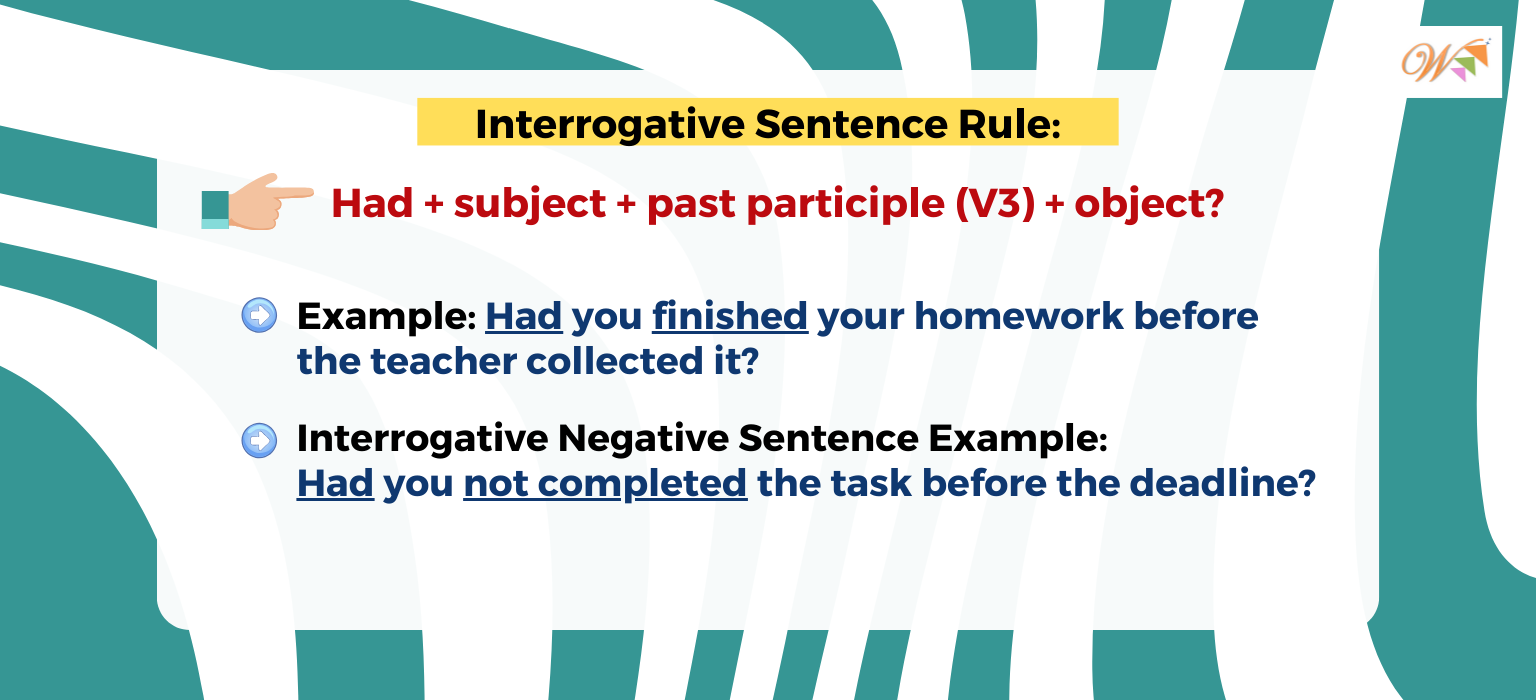 W
Interrogative Sentence Rule:
Had + subject + past participle (V3) + object?
Example: Had you finished your homework before
the teacher collected it?
Interrogative Negative Sentence Example:
Had you not completed the task before the deadline?